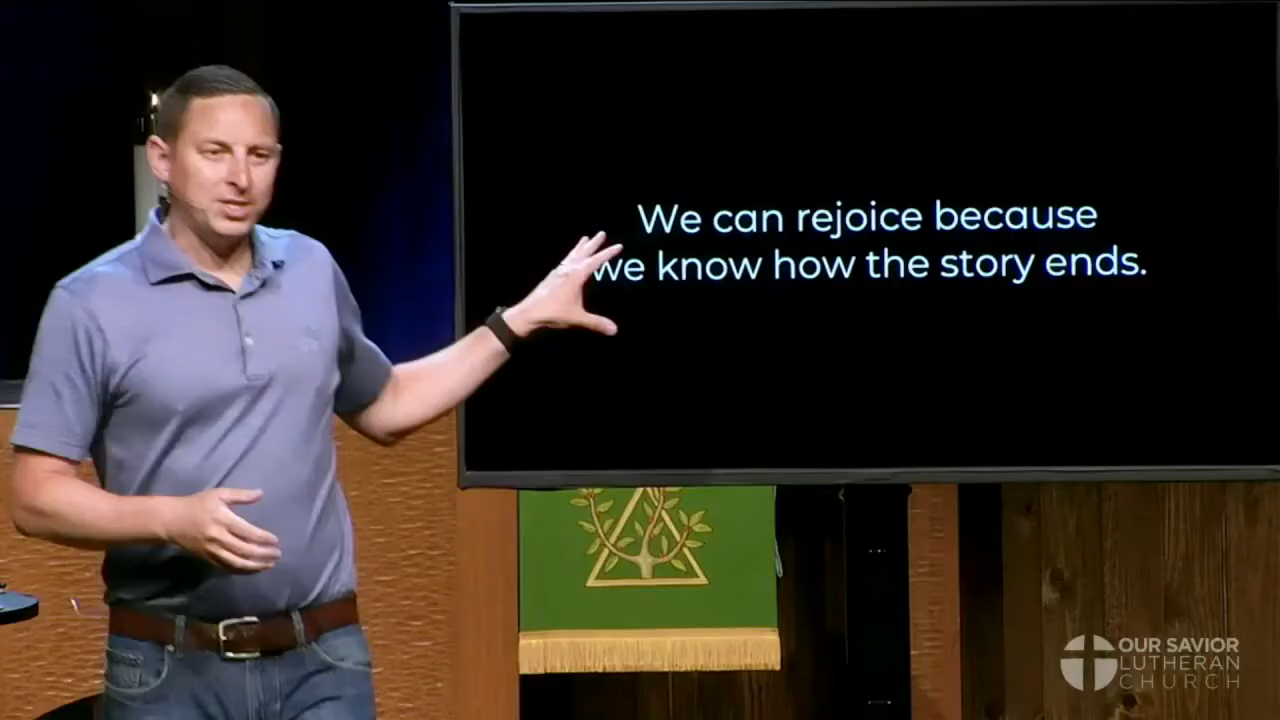 We can rejoice because
we know how the story ends.
OUR SAVIOR
LUTHERAN
CHURCH